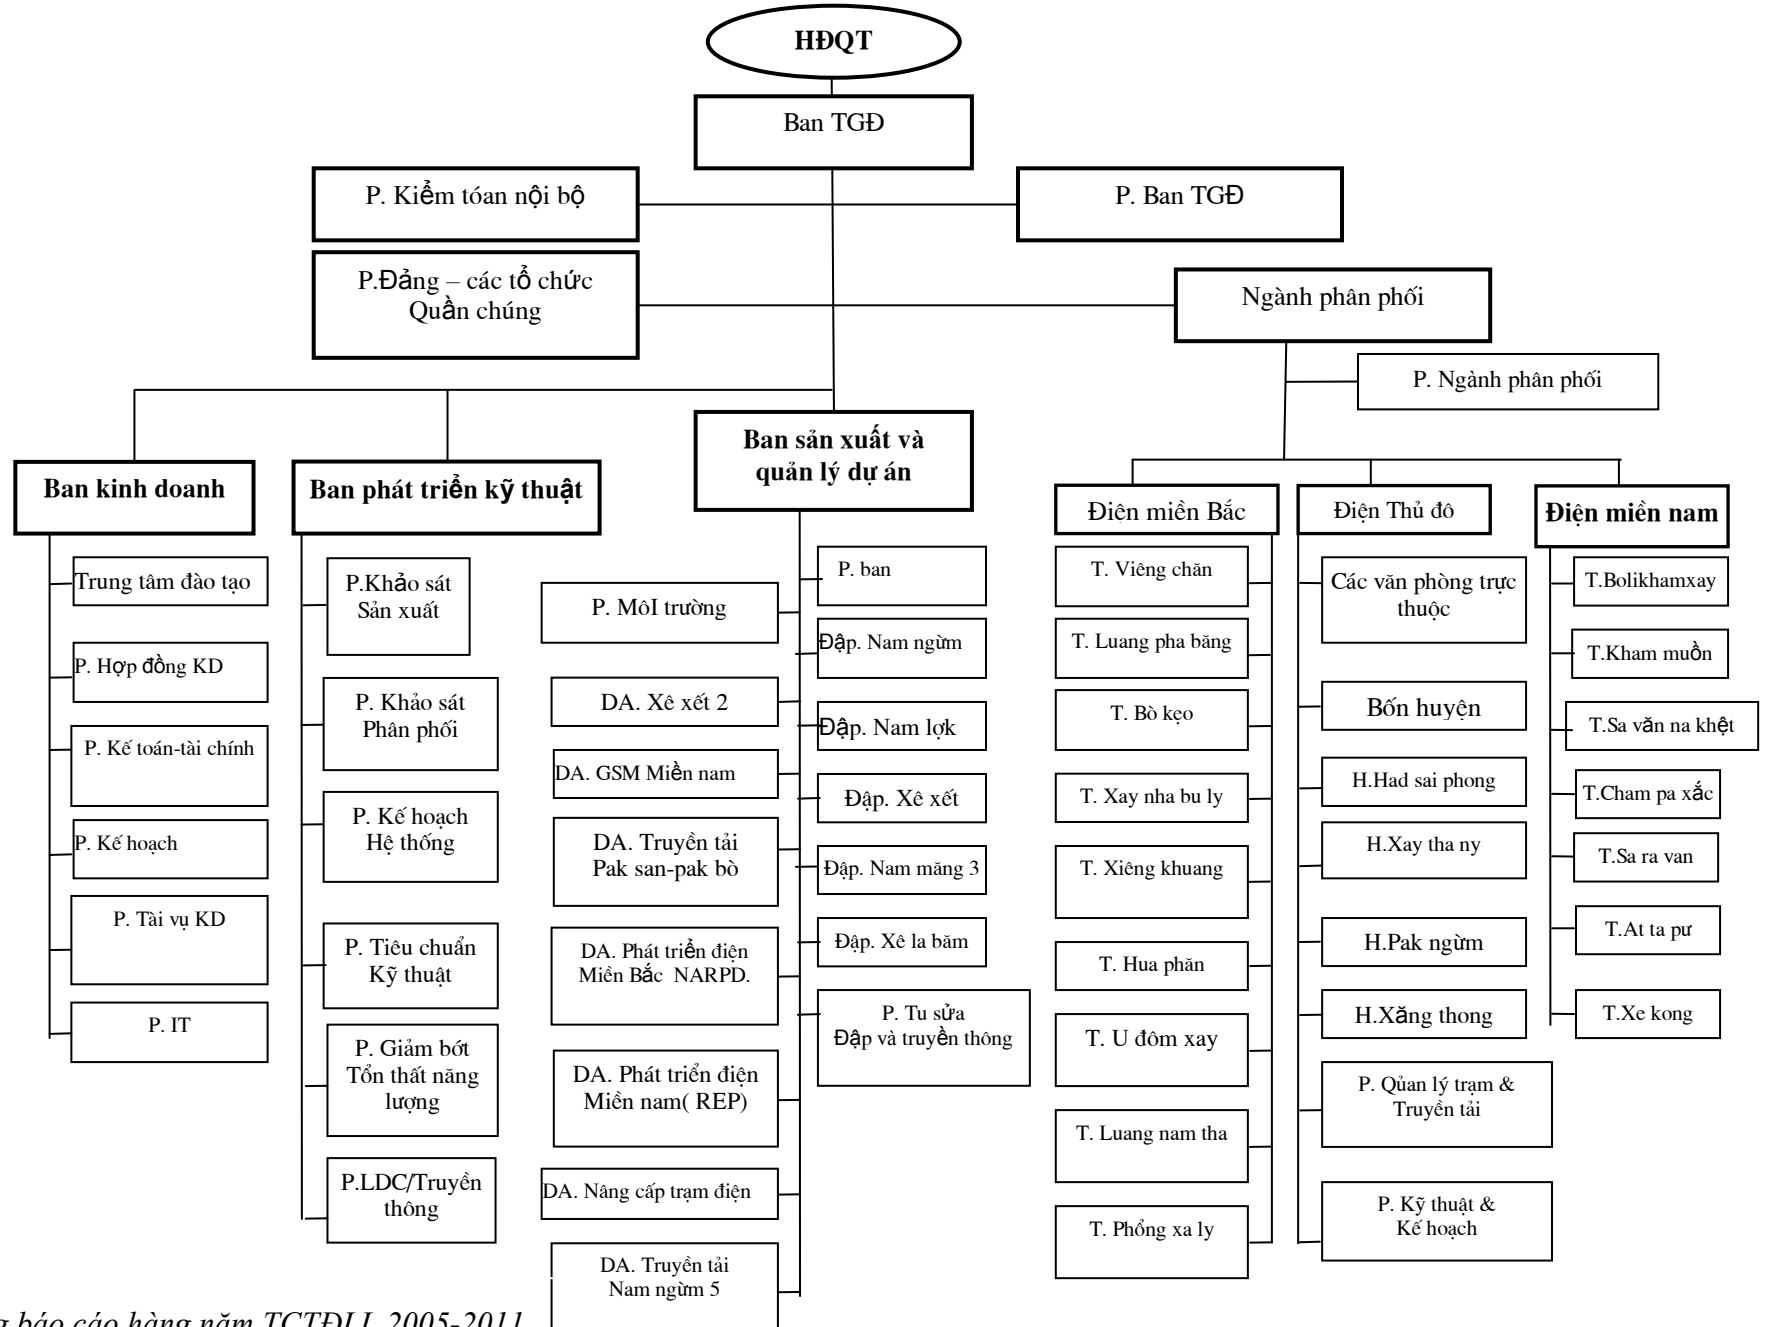 HĐQT
Ban TGĐ
P. Kiểm tóan nội bộ
P. Ban TGĐ
P.Đảng – các tổ chức
Quần chúng
Ngành phân phối
P. Ngành phân phối
Ban kinh doanh
Trung tâm đào tạo
P. Hợp đồng KD
P. Kế toán-tài chính
P. Kế hoạch
P. Tài vụ KD
P. IT
Ban phát triển kỹ thuật
P.Khảo sát
Sản xuất
P. Khảo sát
Phân phối
P. Kế hoạch
Hệ thống
P. Tiêu chuẩn
Kỹ thuật
P. Giảm bớt
Tổn thất năng
lượng
P.LDC/Truyền
thông
Ban sản xuất và
quản lý dự án
P. MôI trường
DA. Xê xết 2
DA. GSM Miền nam
DA. Truyền tải
Pak san-pak bò
DA. Phát triển điện
Miền Bắc NARPD.
DA. Phát triển điện
Miền nam( REP)
DA. Nâng cấp trạm điện
DA. Truyền tải
Nam ngừm 5
P. ban
Đập. Nam ngừm
Đập. Nam lợk
Đập. Xê xết
Đập. Nam măng 3
Đập. Xê la băm
P. Tu sửa
Đập và truyền thông
Điện miền Bắc
T. Viêng chăn
T. Luang pha băng
T. Bò kẹo
T. Xay nha bu ly
T. Xiêng khuang
T. Hua phăn
T. U đôm xay
T. Luang nam tha
T. Phổng xa ly
Điện Thủ đô
Các văn phòng trực
thuộc
Bốn huyện
H.Had sai phong
H.Xay tha ny
H.Pak ngừm
H.Xăng thong
P. Qủan lý trạm &
Truyền tải
P. Kỹ thuật &
Kế hoạch
Điện miền nam
T.Bolikhamxay
T.Kham muồn
T.Sa văn na khệt
T.Cham pa xắc
T.Sa ra van
T.At ta pư
T.Xe kong
báo cáo hàng năm TCTĐLL 2005-2011